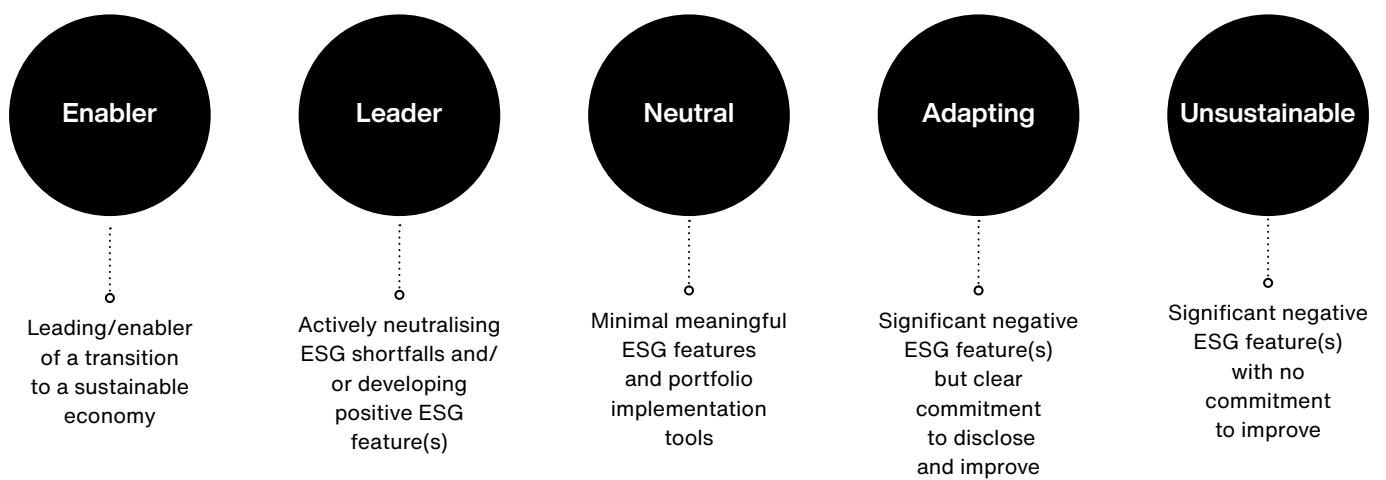 Enabler
Leading/enabler
of a transition
to a sustainable
economy
Leader
Actively neutralising
ESG shortfalls and/
or developing
positive ESG
feature(s)
Neutral
Minimal meaningful
ESG features
and portfolio
implementation
tools
Adapting
Significant negative
ESG feature(s)
but clear
commitment
to disclose
and improve
Unsustainable
Significant negative
ESG feature(s)
with no
commitment
to improve